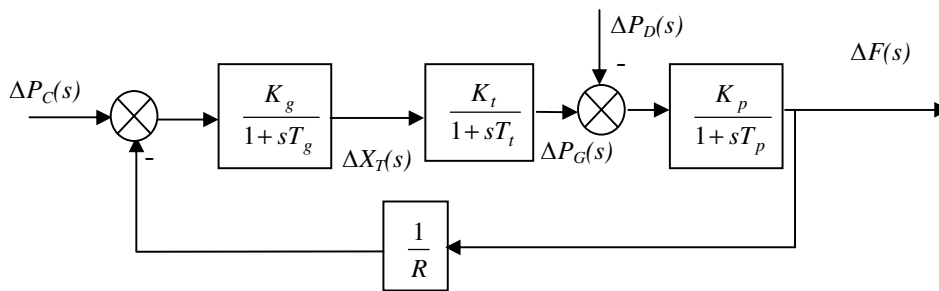 ΔP_D(s)
-
ΔF(s)
ΔP_C(s)
K_g
1 + sT_g
K_t
1 + sT_t
K_p
1 + sT_p
ΔX_T(s)
ΔP_G(s)
-
1
R